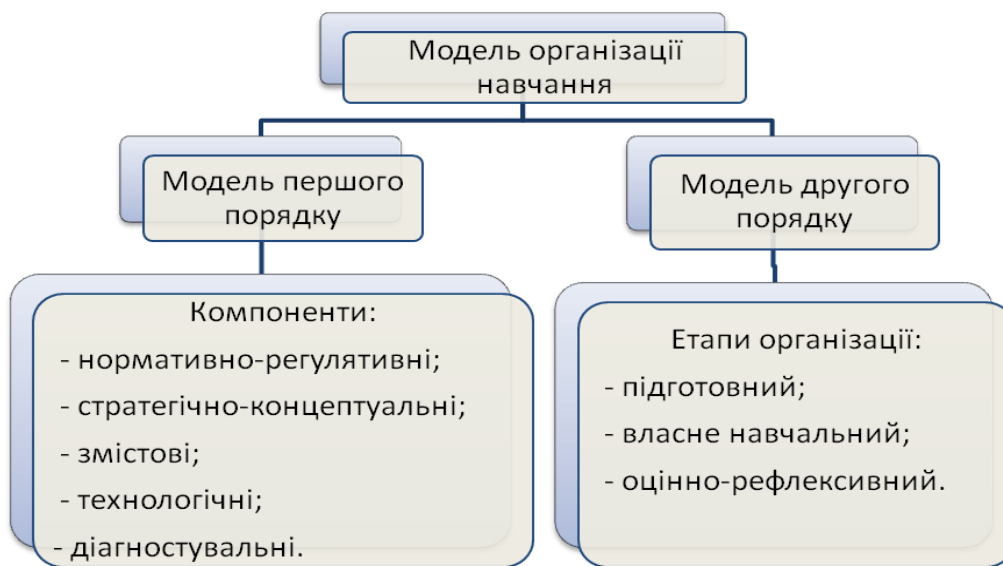 Модель організації
навчання
Модель першого
порядку
Модель другого
порядку
Компоненти:
- нормативно-регулятивні;
- стратегічно-концептуальні;
- змістові;
- технологічні;
- діагностувальні.
Етапи організації:
- підготовний;
- власне навчальний;
- оцінно-рефлексивний.